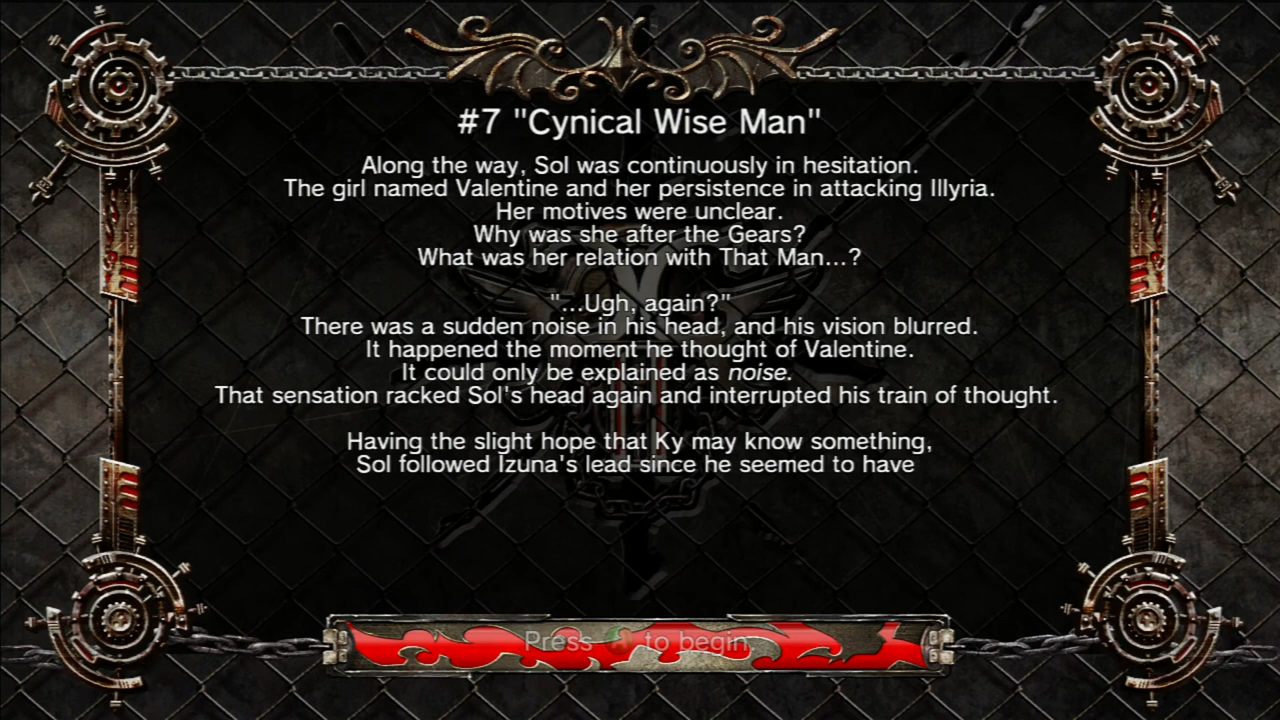 #7 "Cynical Wise Man"
Along the way, Sol was continuously in hesitation.
The girl named Valentine and her persistence in attacking Illyria.
Her motives were unclear.
Why was she after the Gears?
What was her relation with That Man...?
"...Ugh, again?"
There was a sudden noise in his head, and his vision blurred.
It happened the moment he thought of Valentine.
It could only be explained as noise.
That sensation racked Sol's head again and interrupted his train of thought.
Having the slight hope that Ky may know something,
Sol followed Izuna's lead since he seemed to have
Press A to begin.